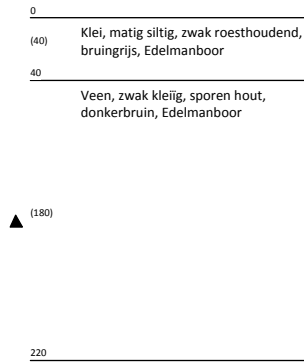 0
(40)
Klei, matig siltig, zwak roesthoudend,
bruingrijs, Edelmanboor
40
Veen, zwak kleiïg, sporen hout,
donkerbruin, Edelmanboor
(180)
220